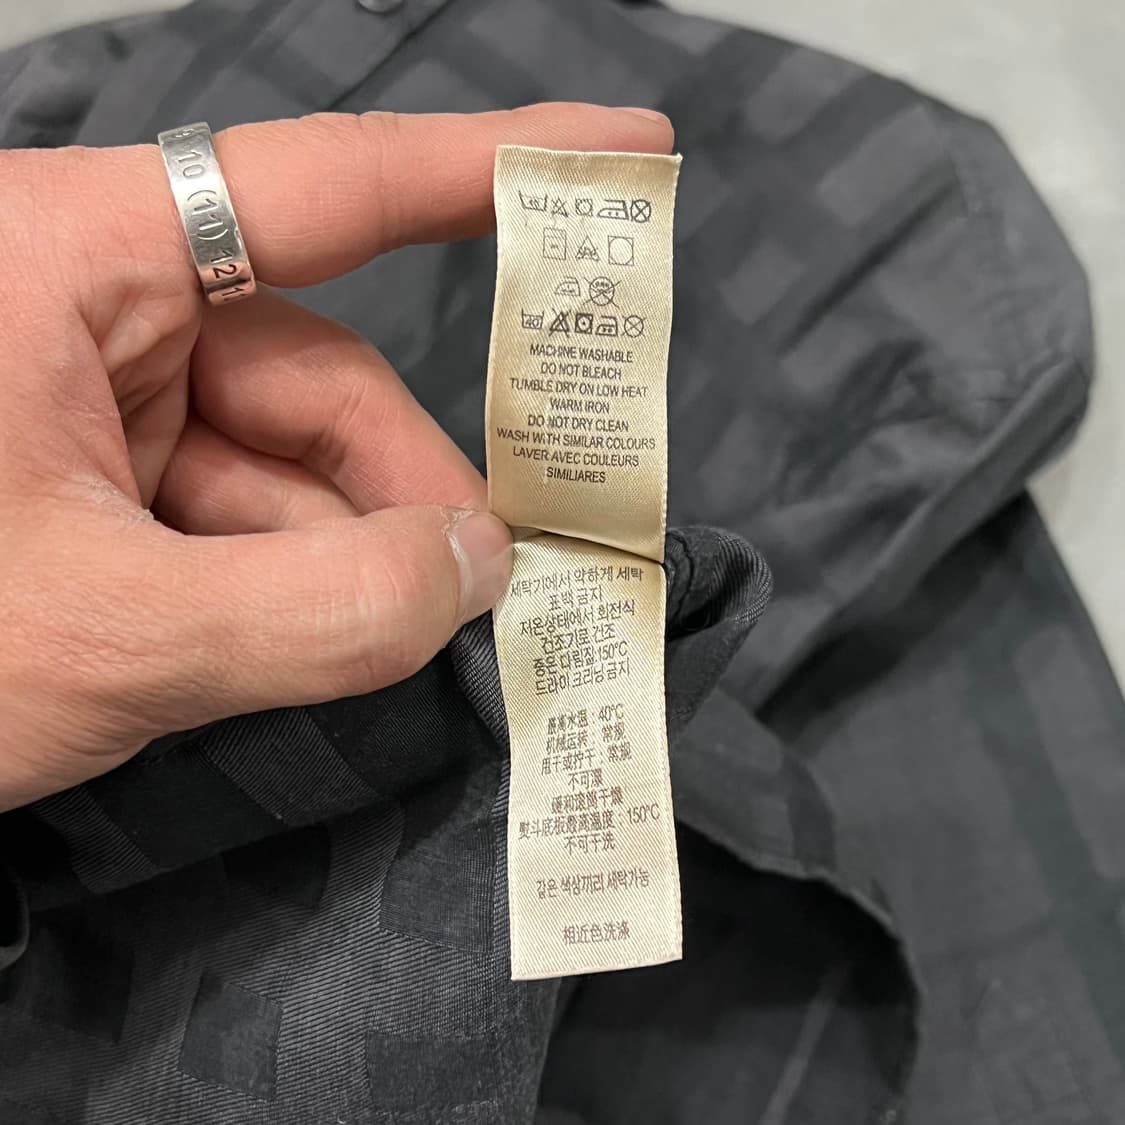 10 (11) 12 1
40
MACHINE WASHABLE
DO NOT BLEACH
TUMBLE DRY ON LOW HEAT
WARM IRON
DO NOT DRY CLEAN
WASH WITH SIMILAR COLOURS
LAVER AVEC COULEURS
SIMILIARES
세탁기에서 약하게 세탁
표백 금지
저온상태에서 회전식
건조기로 건조
중온 다림질 150°C
드라이 크리닝 금지
最高水温 : 40°C
机械运转 : 常规
甩干或拧干 : 常规
不可漂
缓和滚筒干燥
熨斗底板最高温度 : 150°C
不可干洗
같은 색상끼리 세탁가능
相近色洗涤